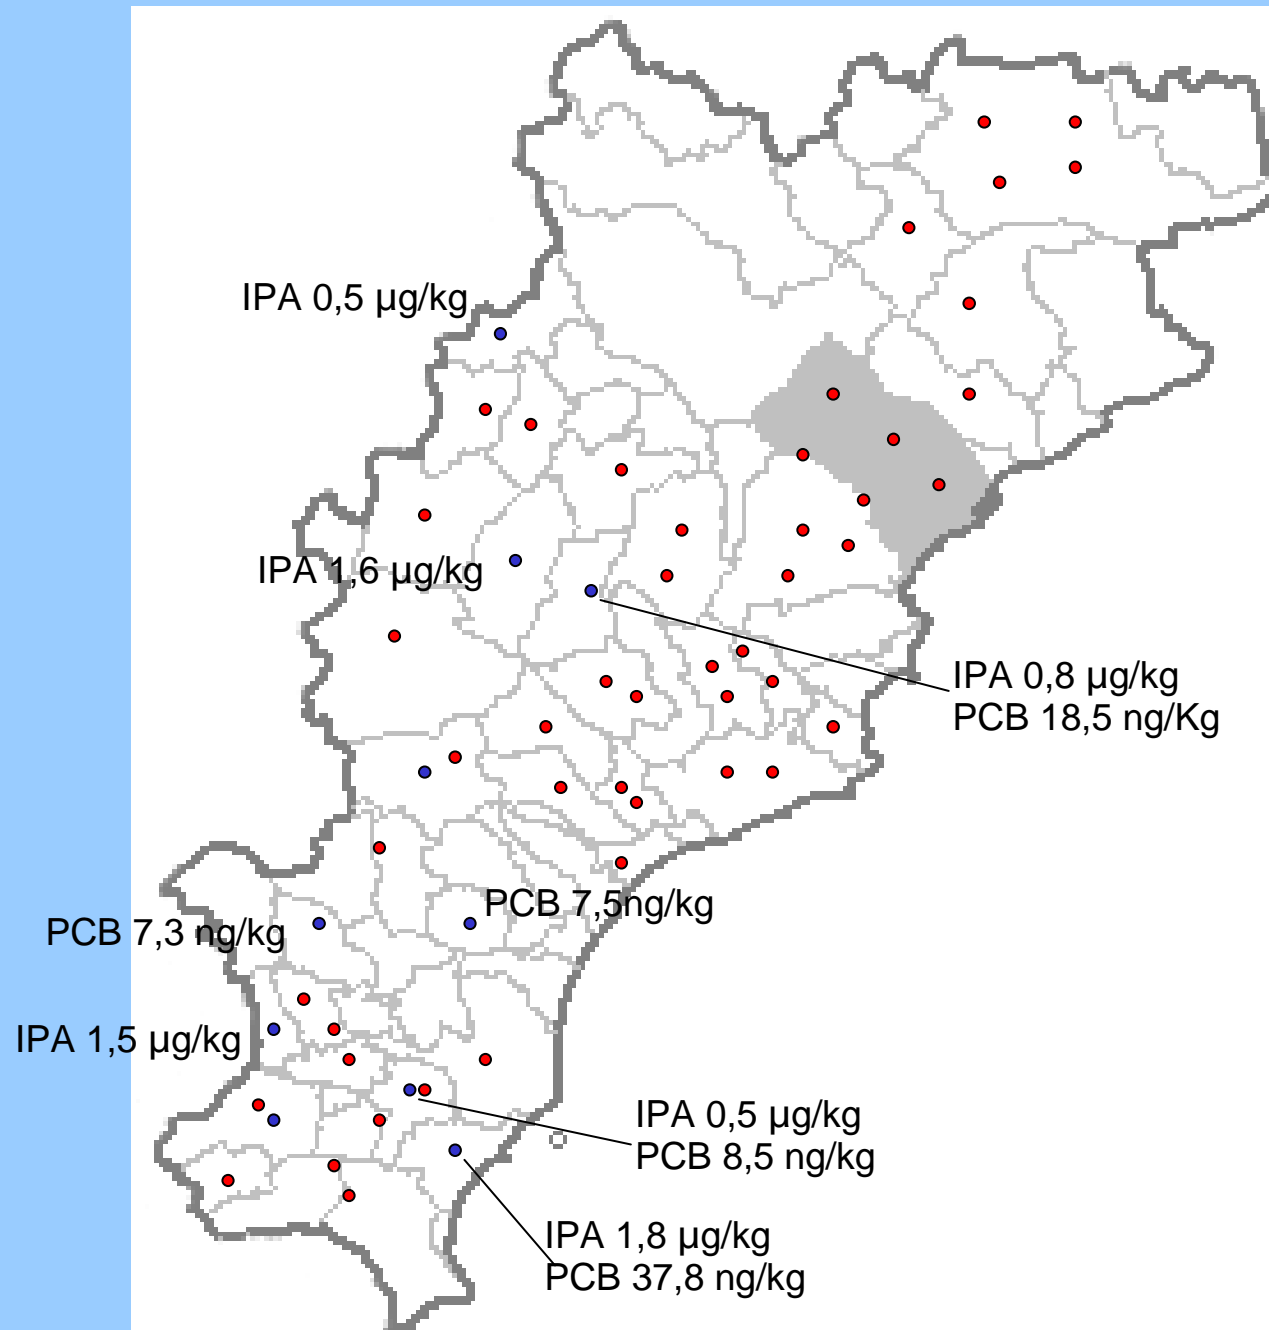 IPA 0,5 µg/kg
IPA 1,6 µg/kg
IPA 0,8 µg/kg
PCB 18,5 ng/Kg
PCB 7,5ng/kg
PCB 7,3 ng/kg
IPA 1,5 µg/kg
IPA 0,5 µg/kg
PCB 8,5 ng/kg
IPA 1,8 µg/kg
PCB 37,8 ng/kg